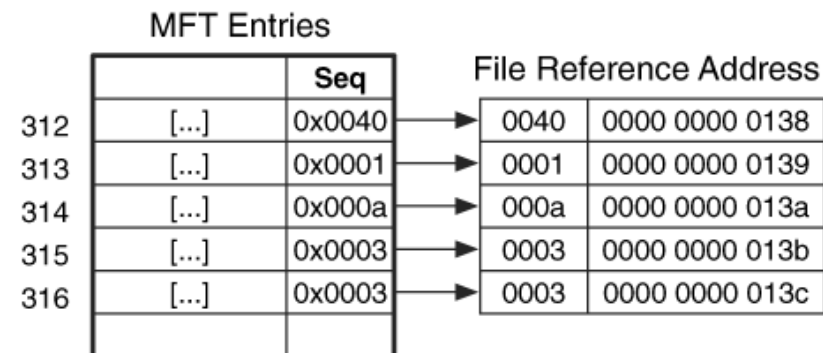 MFT Entries
Seq File Reference Address
312 [...] 0x0040 0040 0000 0000 0138
313 [...] 0x0001 0001 0000 0000 0139
314 [...] 0x000a 000a 0000 0000 013a
315 [...] 0x0003 0003 0000 0000 013b
316 [...] 0x0003 0003 0000 0000 013c